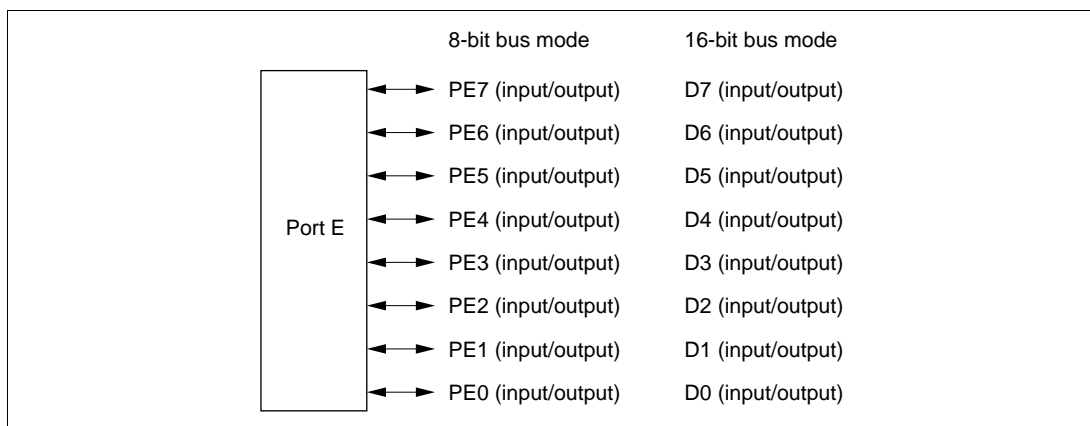 8-bit bus mode 16-bit bus mode
PE7 (input/output) D7 (input/output)
PE6 (input/output) D6 (input/output)
PE5 (input/output) D5 (input/output)
Port E PE4 (input/output) D4 (input/output)
PE3 (input/output) D3 (input/output)
PE2 (input/output) D2 (input/output)
PE1 (input/output) D1 (input/output)
PE0 (input/output) D0 (input/output)